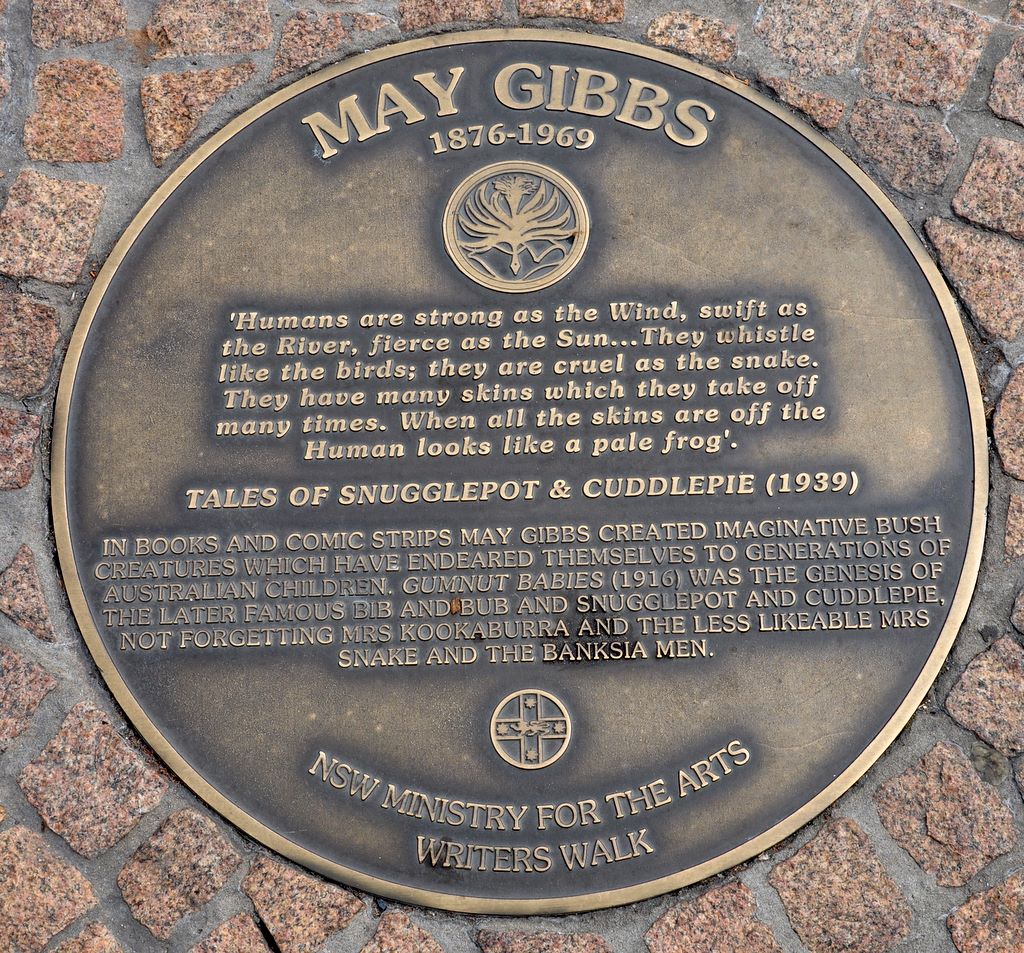 MAY GIBBS
1876-1969
'Humans are strong as the Wind, swift as
the River, fierce as the Sun...They whistle
like the birds; they are cruel as the snake.
They have many skins which they take off
many times. When all the skins are off the
Human looks like a pale frog'.
TALES OF SNUGGLEPOT & CUDDLEPIE (1939)
IN BOOKS AND COMIC STRIPS MAY GIBBS CREATED IMAGINATIVE BUSH
CREATURES WHICH HAVE ENDEARED THEMSELVES TO GENERATIONS OF
AUSTRALIAN CHILDREN. GUMNUT BABIES (1916) WAS THE GENESIS OF
THE LATER FAMOUS BIB AND BUB AND SNUGGLEPOT AND CUDDLEPIE,
NOT FORGETTING MRS KOOKABURRA AND THE LESS LIKEABLE MRS
SNAKE AND THE BANKSIA MEN.
NSW MINISTRY FOR THE ARTS
WRITERS WALK